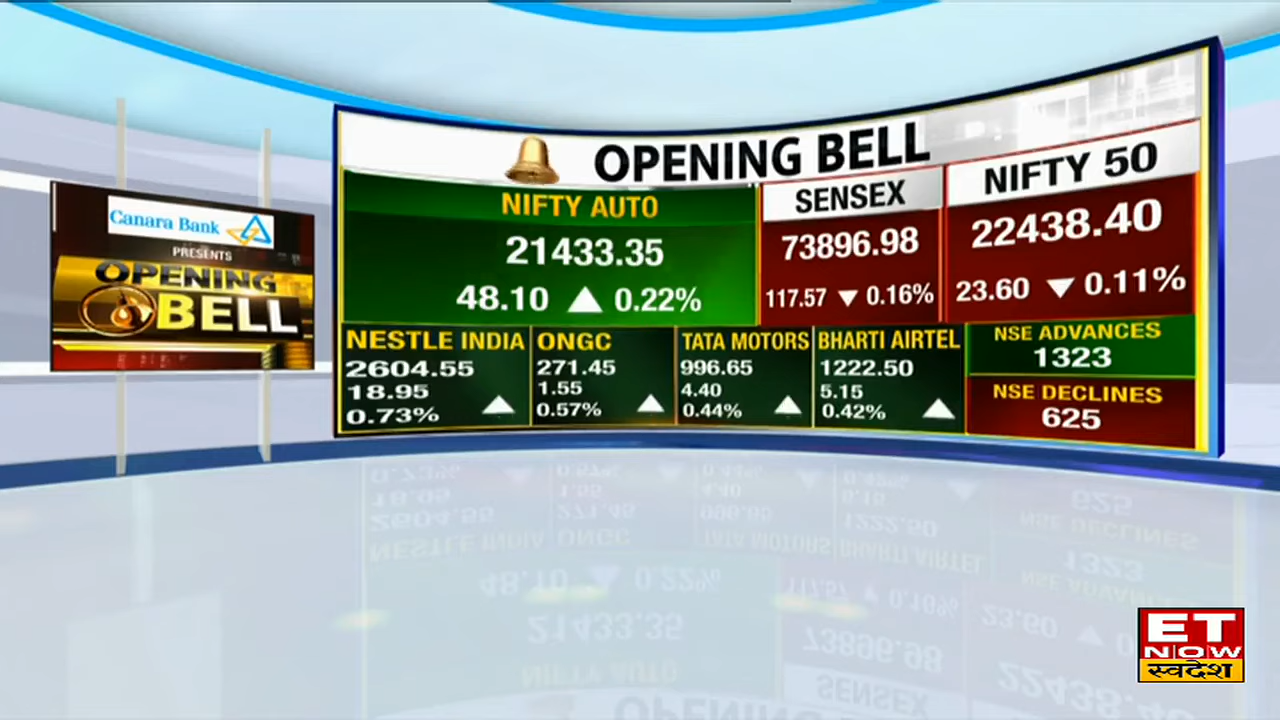 Canara Bank
PRESENTS
OPENING
BELL
OPENING BELL
NIFTY AUTO
21433.35
48.10 ▲ 0.22%
SENSEX
73896.98
117.57 ▼ 0.16%
NIFTY 50
22438.40
23.60 ▼ 0.11%
NESTLE INDIA
2604.55
18.95
0.73% ▲
ONGC
271.45
1.55
0.57% ▲
TATA MOTORS
996.65
4.40
0.44% ▲
BHARTI AIRTEL
1222.50
5.15
0.42% ▲
NSE ADVANCES
1323
NSE DECLINES
625
ET
NOW
स्वदेश